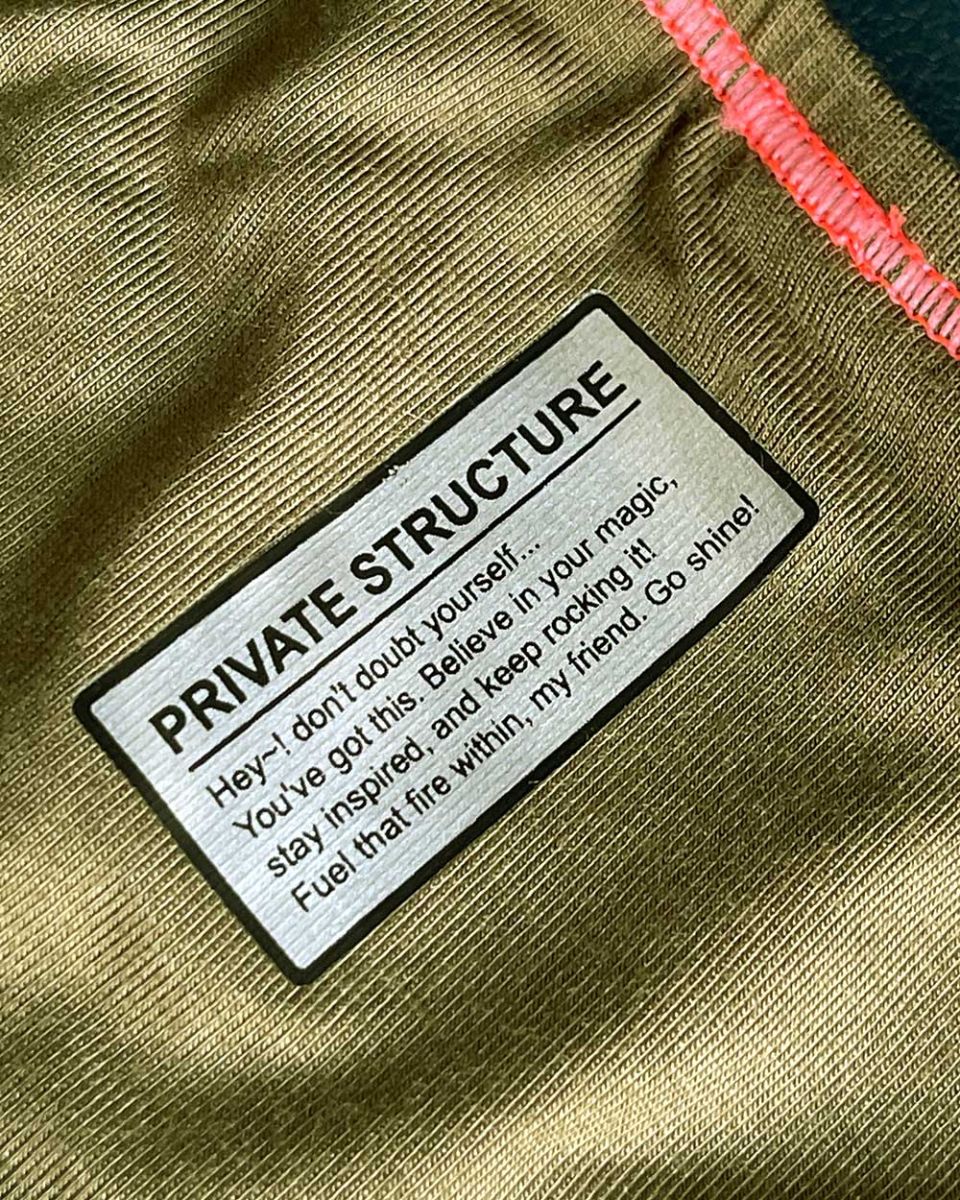 PRIVATE STRUCTURE
Hey~! don't doubt yourself...
You've got this. Believe in your magic,
stay inspired, and keep rocking it!
Fuel that fire within, my friend. Go shine!